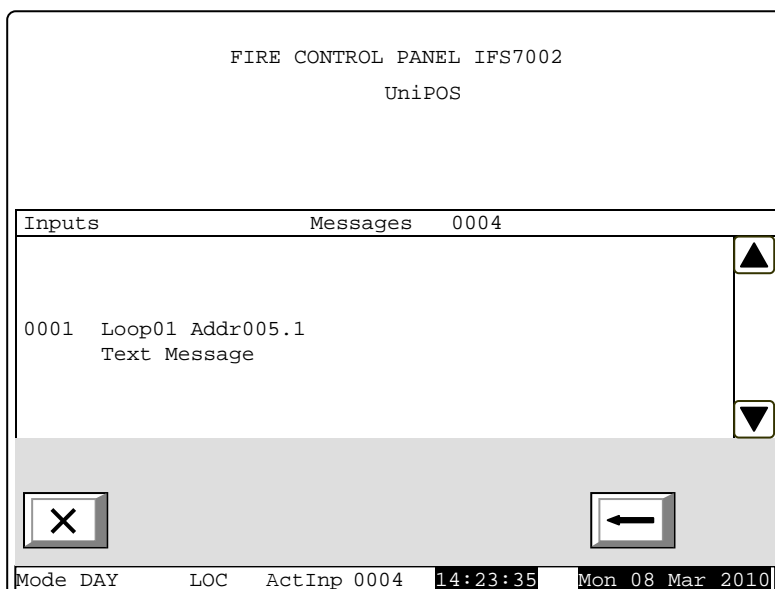 FIRE CONTROL PANEL IFS7002
UniPOS
Inputs Messages 0004
0001 Loop01 Addr005.1
Text Message
Mode DAY LOC ActInp 0004 14:23:35 Mon 08 Mar 2010